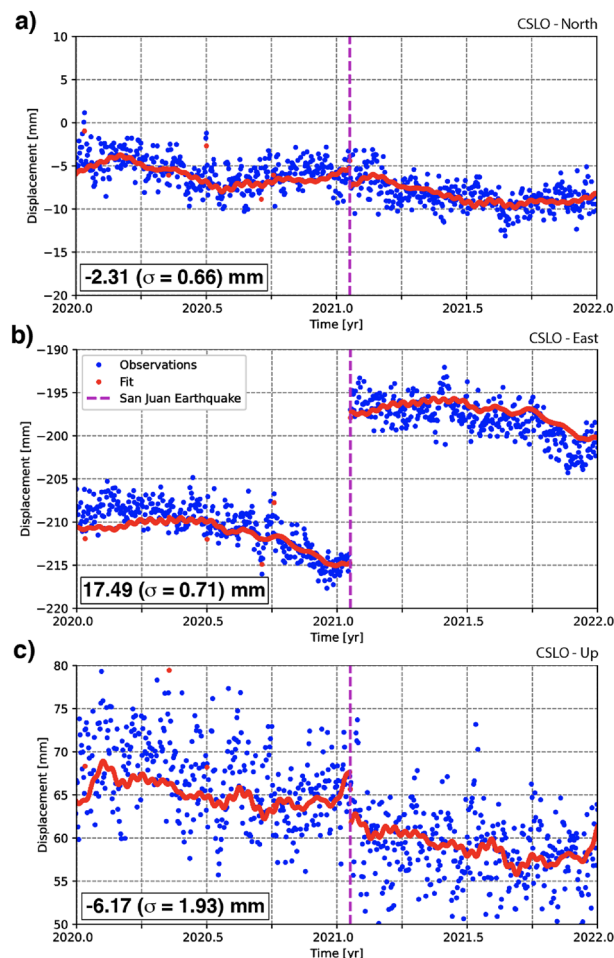 a)
CSLO - North
10
5
0
−5
−10
−15
−20
Displacement [mm]
-2.31 (σ = 0.66) mm
2020.0 2020.5 2021.0 2021.5 2022.0
Time [yr]
b)
CSLO - East
−190
−195
−200
−205
−210
−215
−220
Displacement [mm]
Observations
Fit
San Juan Earthquake
17.49 (σ = 0.71) mm
2020.0 2020.5 2021.0 2021.5 2022.0
Time [yr]
c)
CSLO - Up
80
75
70
65
60
55
50
Displacement [mm]
-6.17 (σ = 1.93) mm
2020.0 2020.5 2021.0 2021.5 2022.0
Time [yr]